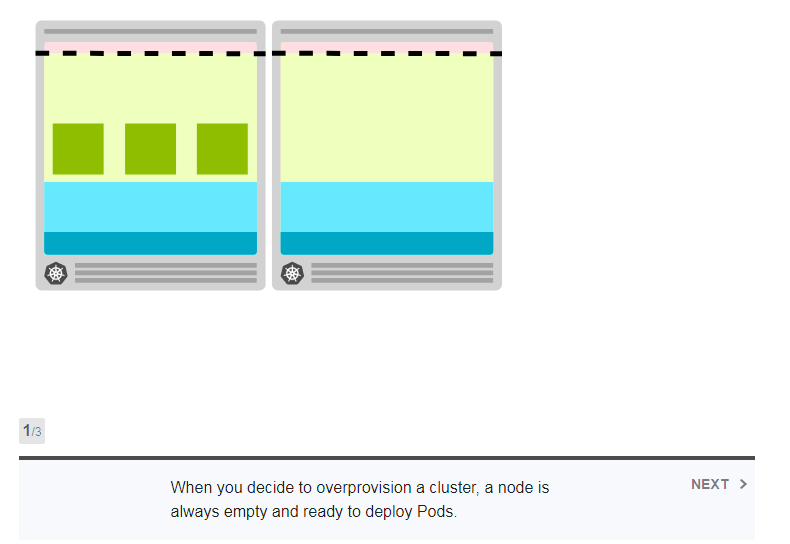 1/3
When you decide to overprovision a cluster, a node is
always empty and ready to deploy Pods.
NEXT